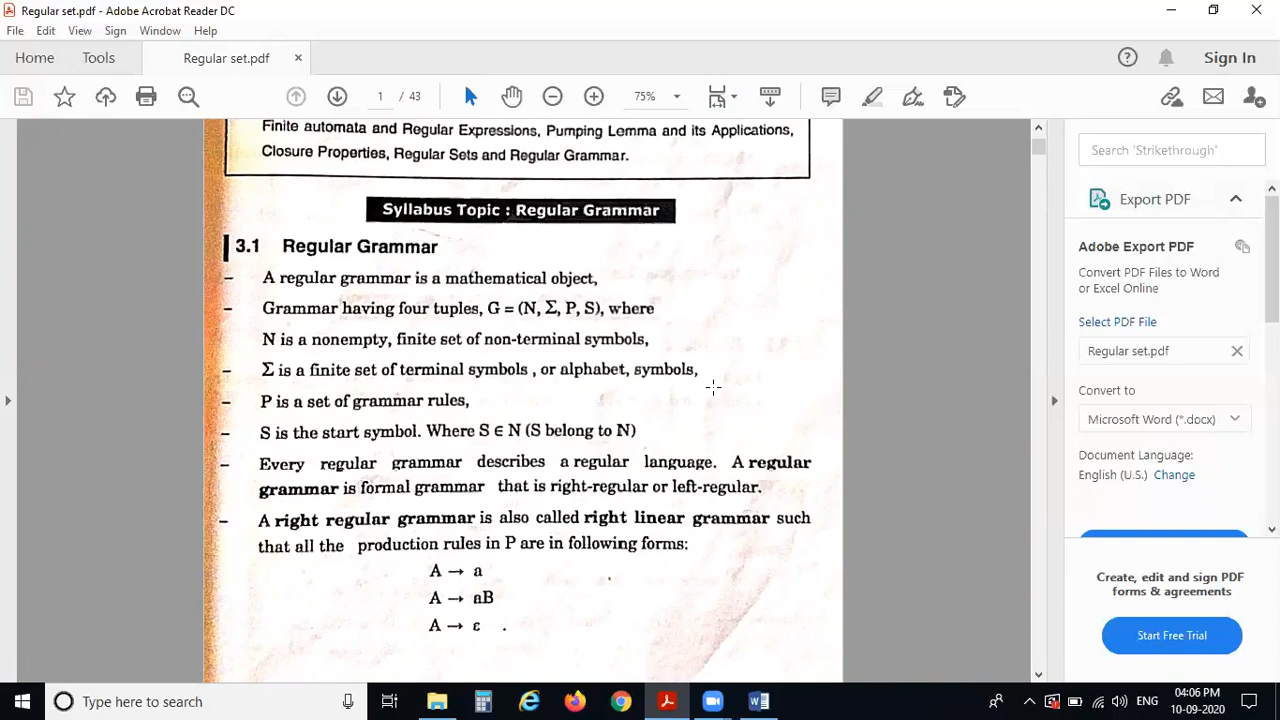 Regular set.pdf - Adobe Acrobat Reader DC
File Edit View Sign Window Help
Home Tools Regular set.pdf ×
1 / 43 75%
Finite automata and Regular Expressions, Pumping Lemma and its Applications,
Closure Properties, Regular Sets and Regular Grammar.
Syllabus Topic : Regular Grammar
3.1 Regular Grammar
– A regular grammar is a mathematical object,
– Grammar having four tuples, G = (N, Σ, P, S), where
N is a nonempty, finite set of non-terminal symbols,
– Σ is a finite set of terminal symbols , or alphabet, symbols,
– P is a set of grammar rules,
– S is the start symbol. Where S ∈ N (S belong to N)
– Every regular grammar describes a regular language. A regular
grammar is formal grammar that is right-regular or left-regular.
– A right regular grammar is also called right linear grammar such
that all the production rules in P are in following forms:
A → a
A → aB
A → ε .
Sign In
Search 'Strikethrough'
Export PDF
Adobe Export PDF
Convert PDF Files to Word
or Excel Online
Select PDF File
Regular set.pdf
Convert to
Microsoft Word (*.docx)
Document Language:
English (U.S.) Change
Create, edit and sign PDF
forms & agreements
Start Free Trial
Type here to search
ENG
04:06 PM
10-09-2020